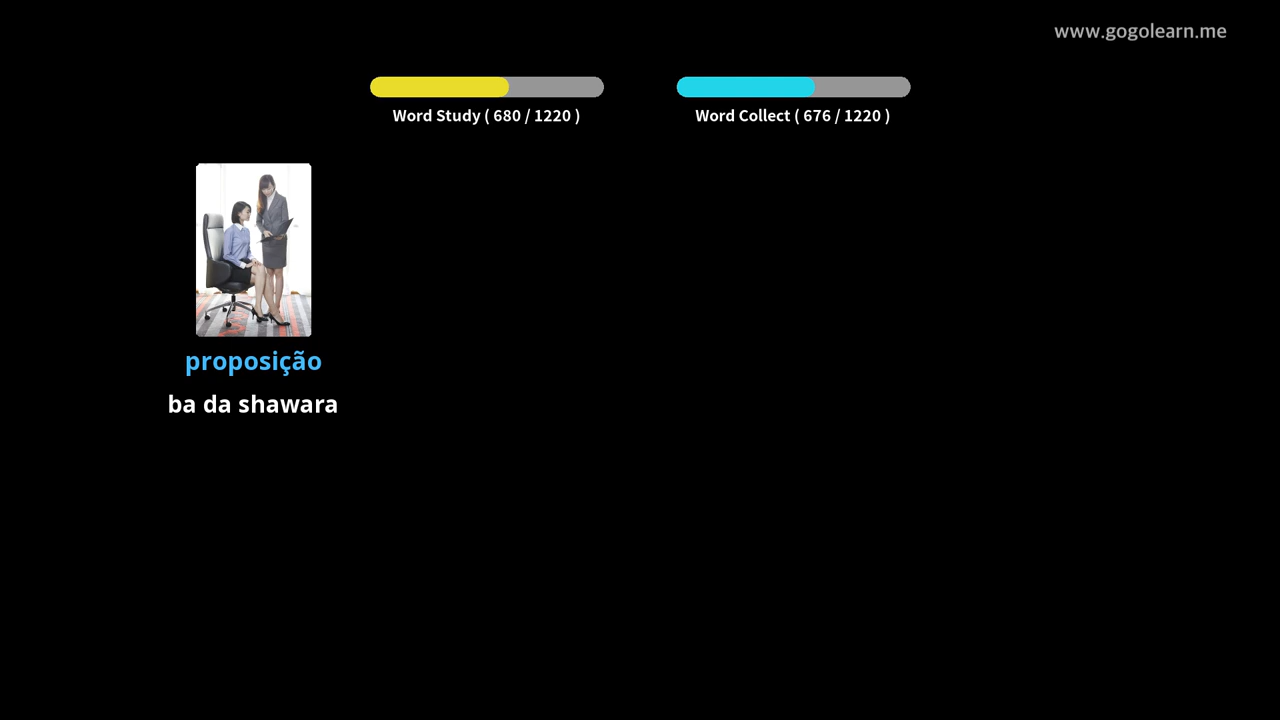 www.gogolearn.me
Word Study ( 680 / 1220 )
Word Collect ( 676 / 1220 )
proposição
ba da shawara